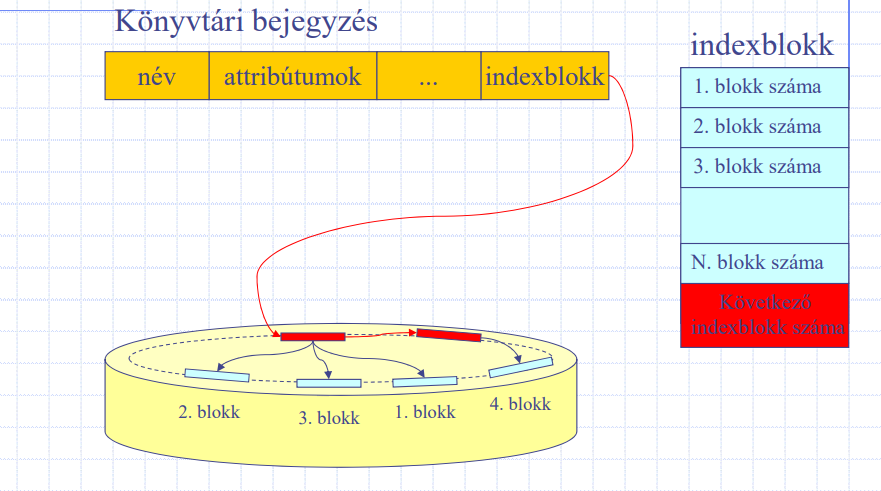 Könyvtári bejegyzés
név
attribútumok
...
indexblokk
indexblokk
1. blokk száma
2. blokk száma
3. blokk száma
N. blokk száma
Következő
indexblokk száma
2. blokk
3. blokk
1. blokk
4. blokk